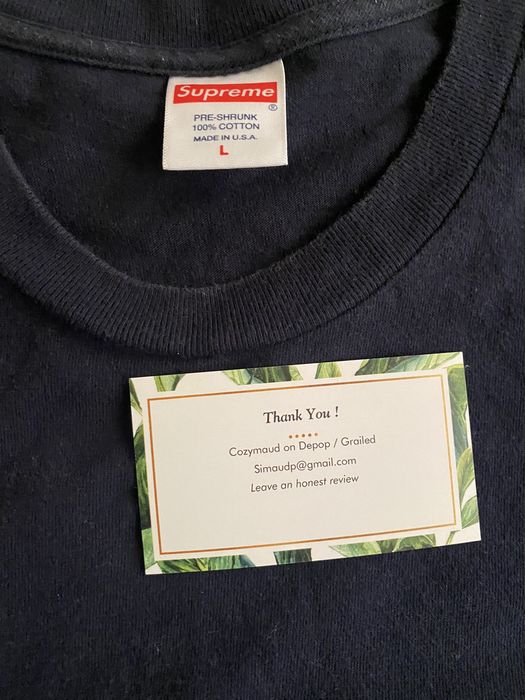 Supreme
®
PRE-SHRUNK
100% COTTON
MADE IN U.S.A.
L
Thank You !
Cozymaud on Depop / Grailed
Simaudp@gmail.com
Leave an honest review